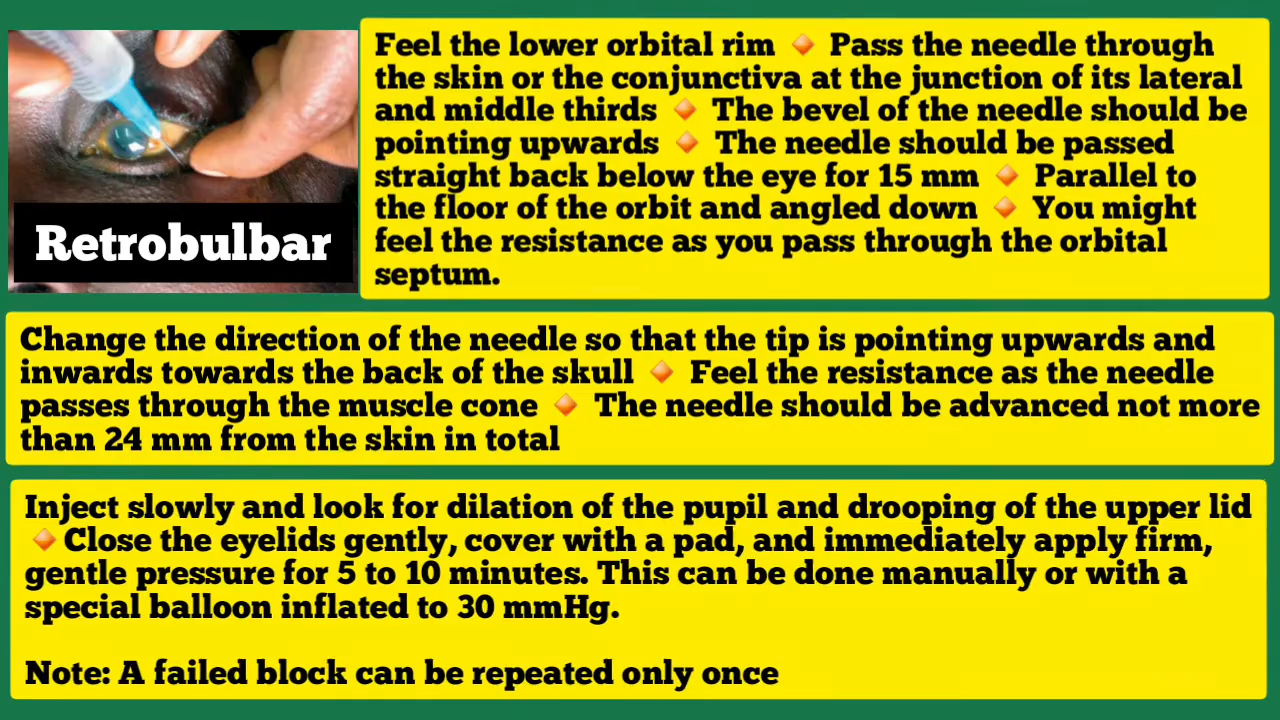 Retrobulbar
Feel the lower orbital rim 🔸 Pass the needle through
the skin or the conjunctiva at the junction of its lateral
and middle thirds 🔸 The bevel of the needle should be
pointing upwards 🔸 The needle should be passed
straight back below the eye for 15 mm 🔸 Parallel to
the floor of the orbit and angled down 🔸 You might
feel the resistance as you pass through the orbital
septum.
Change the direction of the needle so that the tip is pointing upwards and
inwards towards the back of the skull 🔸 Feel the resistance as the needle
passes through the muscle cone 🔸 The needle should be advanced not more
than 24 mm from the skin in total
Inject slowly and look for dilation of the pupil and drooping of the upper lid
🔸Close the eyelids gently, cover with a pad, and immediately apply firm,
gentle pressure for 5 to 10 minutes. This can be done manually or with a
special balloon inflated to 30 mmHg.
Note: A failed block can be repeated only once